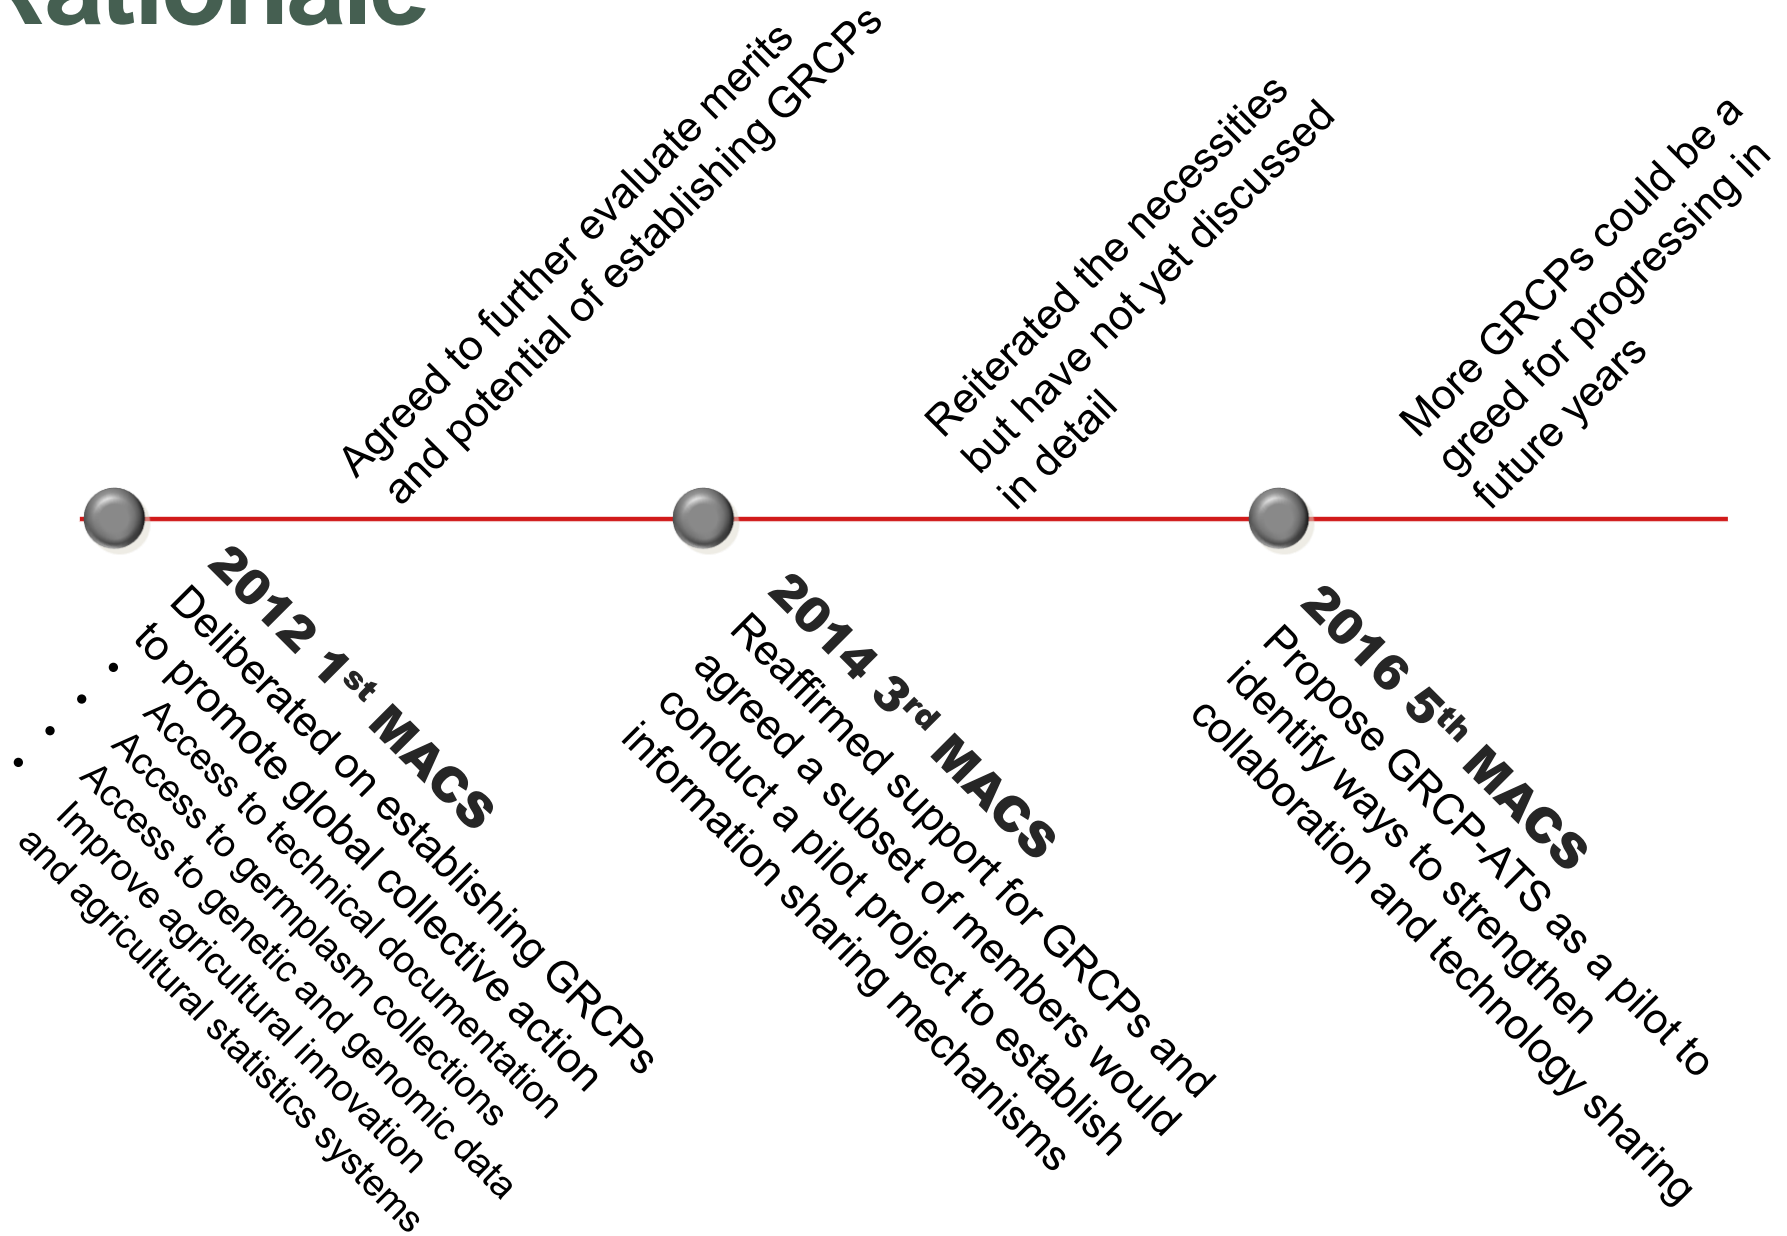 Rationale
Agreed to further evaluate merits
and potential of establishing GRCPs
Reiterated the necessities
but have not yet discussed
in detail
More GRCPs could be a
greed for progressing in
future years
2012 1st MACS
Deliberated on establishing GRCPs
to promote global collective action
• Access to technical documentation
• Access to germplasm collections
• Access to genetic and genomic data
• Improve agricultural innovation
and agricultural statistics systems
2014 3rd MACS
Reaffirmed support for GRCPs and
agreed a subset of members would
conduct a pilot project to establish
information sharing mechanisms
2016 5th MACS
Propose GRCP-ATS as a pilot to
identify ways to strengthen
collaboration and technology sharing